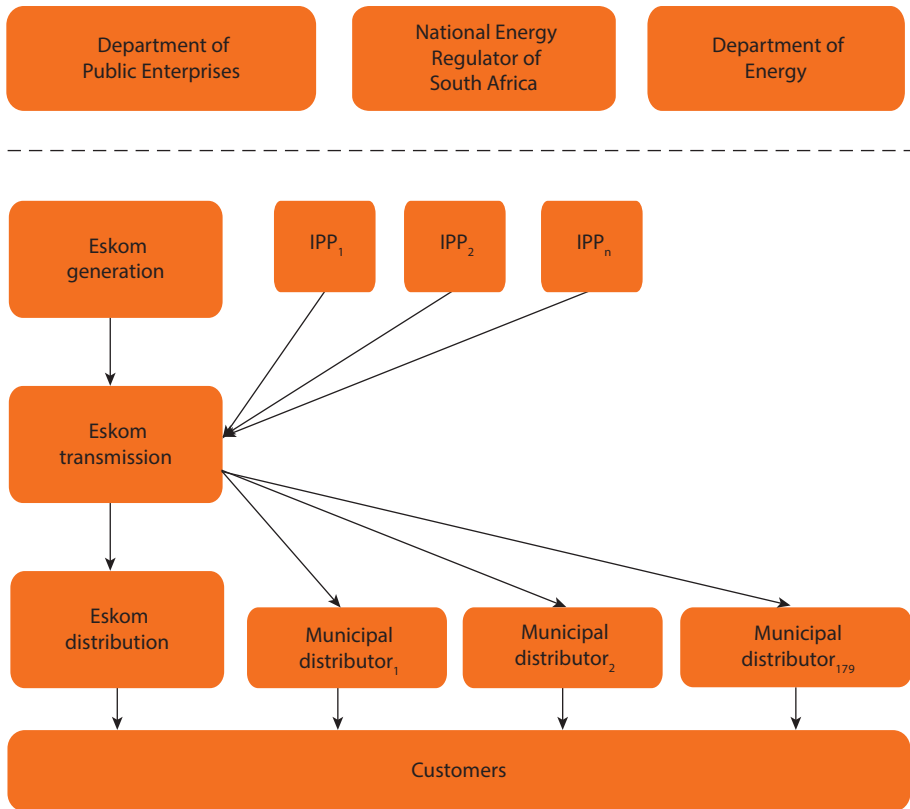 Department of
Public Enterprises
National Energy
Regulator of
South Africa
Department of
Energy
Eskom
generation
IPP₁
IPP₂
IPPₙ
Eskom
transmission
Eskom
distribution
Municipal
distributor₁
Municipal
distributor₂
Municipal
distributor₁₇₉
Customers